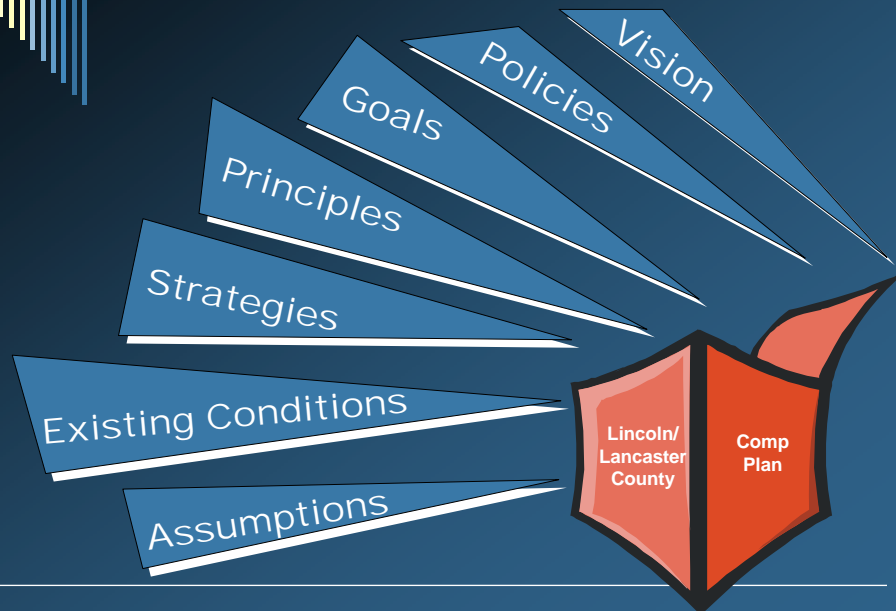 Vision
Policies
Goals
Principles
Strategies
Existing Conditions
Assumptions
Lincoln/
Lancaster
County
Comp
Plan